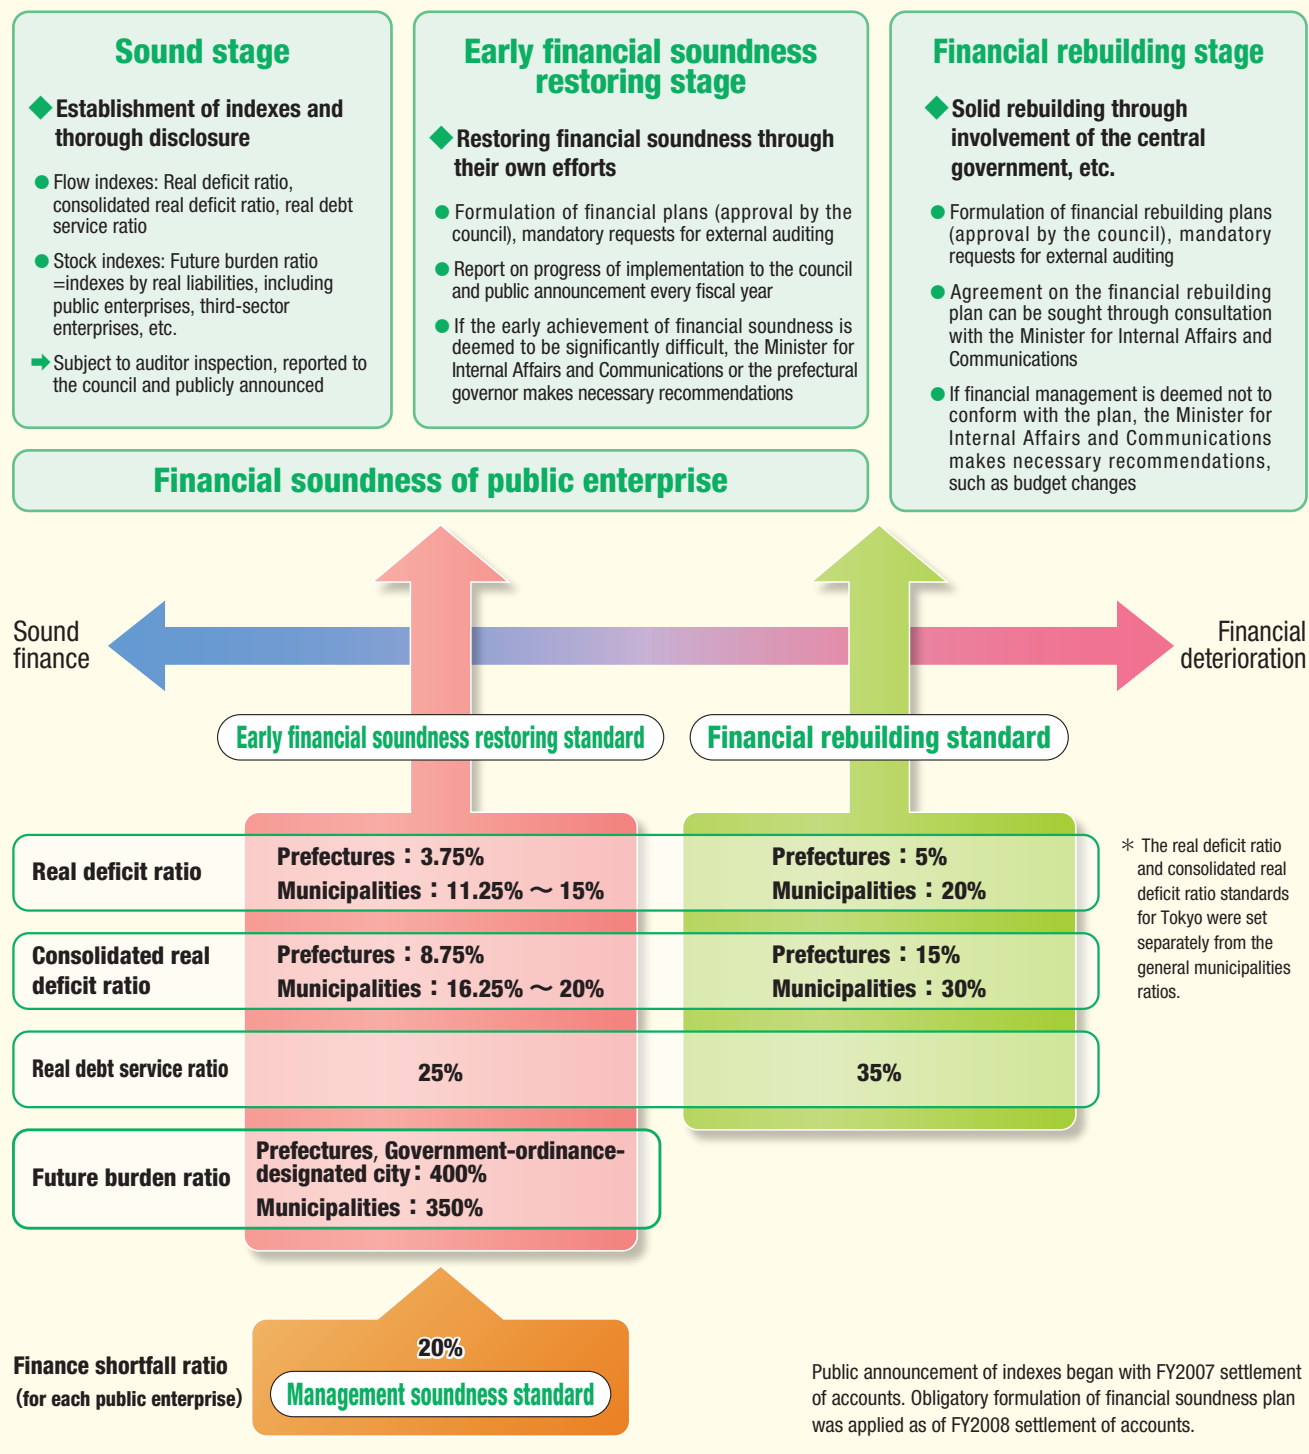 Sound stage
◆Establishment of indexes and
thorough disclosure
● Flow indexes: Real deficit ratio,
consolidated real deficit ratio, real debt
service ratio
● Stock indexes: Future burden ratio
=indexes by real liabilities, including
public enterprises, third-sector
enterprises, etc.
➡ Subject to auditor inspection, reported to
the council and publicly announced
Early financial soundness
restoring stage
◆Restoring financial soundness through
their own efforts
● Formulation of financial plans (approval by the
council), mandatory requests for external auditing
● Report on progress of implementation to the council
and public announcement every fiscal year
● If the early achievement of financial soundness is
deemed to be significantly difficult, the Minister for
Internal Affairs and Communications or the prefectural
governor makes necessary recommendations
Financial rebuilding stage
◆Solid rebuilding through
involvement of the central
government, etc.
● Formulation of financial rebuilding plans
(approval by the council), mandatory
requests for external auditing
● Agreement on the financial rebuilding
plan can be sought through consultation
with the Minister for Internal Affairs and
Communications
● If financial management is deemed not to
conform with the plan, the Minister for
Internal Affairs and Communications
makes necessary recommendations,
such as budget changes
Financial soundness of public enterprise
Sound
finance
Financial
deterioration
Early financial soundness restoring standard
Financial rebuilding standard
Real deficit ratio
Prefectures：3.75%
Municipalities：11.25% ～ 15%
Prefectures：5%
Municipalities：20%
Consolidated real
deficit ratio
Prefectures：8.75%
Municipalities：16.25% ～ 20%
Prefectures：15%
Municipalities：30%
＊ The real deficit ratio
and consolidated real
deficit ratio standards
for Tokyo were set
separately from the
general municipalities
ratios.
Real debt service ratio
25%
35%
Future burden ratio
Prefectures, Government-ordinance-
designated city：400%
Municipalities：350%
Finance shortfall ratio
(for each public enterprise)
20%
Management soundness standard
Public announcement of indexes began with FY2007 settlement
of accounts. Obligatory formulation of financial soundness plan
was applied as of FY2008 settlement of accounts.